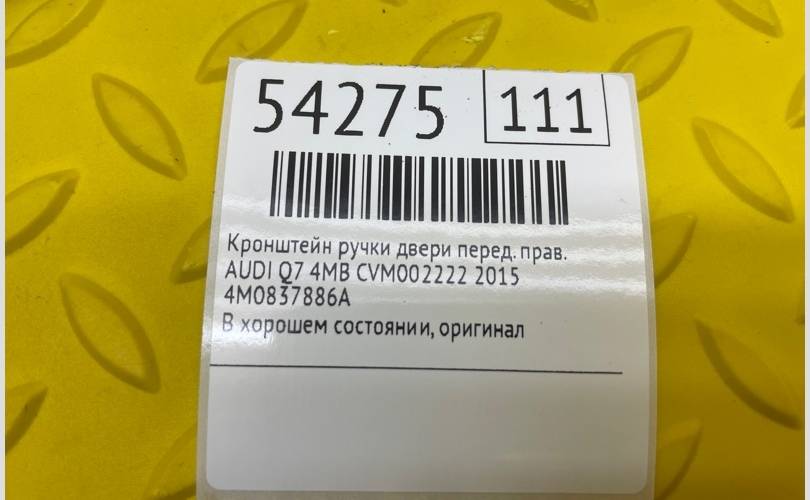 54275 111
Кронштейн ручки двери перед. прав.
AUDI Q7 4MB CVM002222 2015
4M0837886A
В хорошем состоянии, оригинал